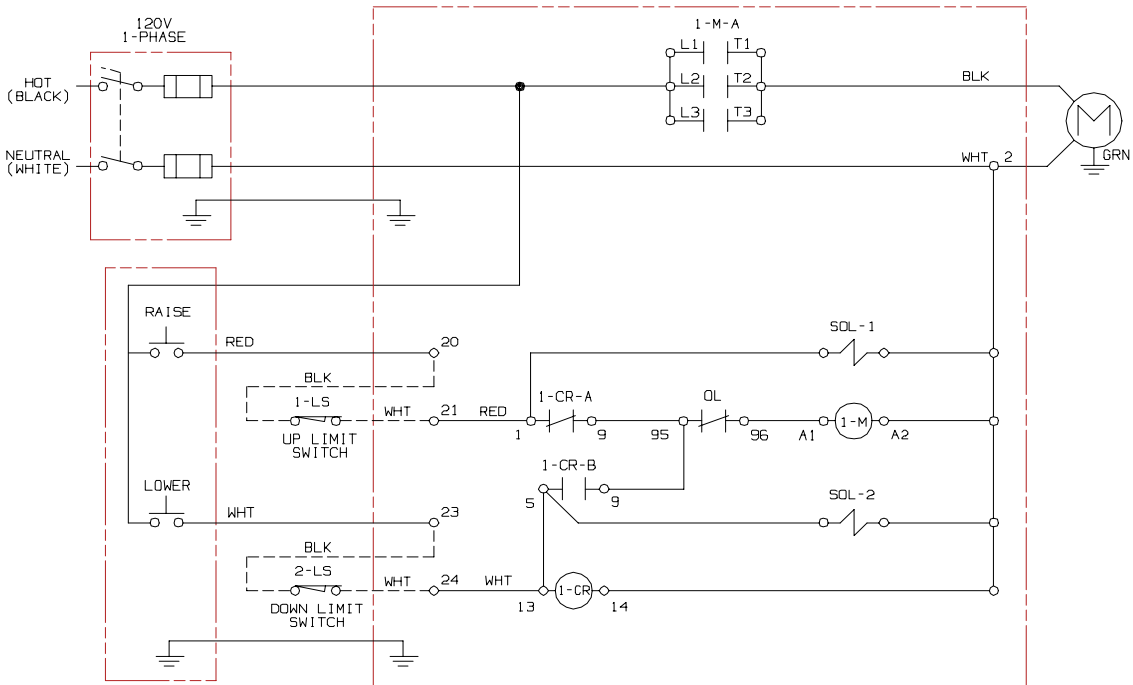 120V
1-PHASE
1-M-A
L1 T1
HOT
(BLACK)
L2 T2
BLK
L3 T3
NEUTRAL
(WHITE)
WHT 2
GRN
RAISE
RED
20
SOL-1
BLK
1-LS
WHT
21
RED
1-CR-A
OL
1
9
95
96
A1
1-M
A2
UP LIMIT
SWITCH
1-CR-B
LOWER
5
9
SOL-2
WHT
23
BLK
2-LS
WHT
24
WHT
1-CR
13
14
DOWN LIMIT
SWITCH